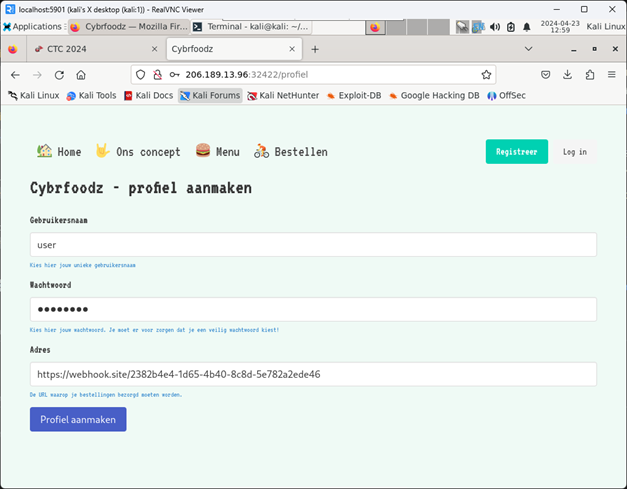 localhost:5901 (kali's X desktop (kali:1)) - RealVNC Viewer
Applications Cybrfoodz — Mozilla Fir... Terminal - kali@kali: ~/... 2024-04-23 12:59 Kali Linux
CTC 2024 Cybrfoodz
206.189.13.96:32422/profiel
Kali Linux Kali Tools Kali Docs Kali Forums Kali NetHunter Exploit-DB Google Hacking DB OffSec
Home Ons concept Menu Bestellen Registreer Log in
Cybrfoodz - profiel aanmaken
Gebruikersnaam
user
Kies hier jouw unieke gebruikersnaam
Wachtwoord
●●●●●●●●
Kies hier jouw wachtwoord. Je moet er voor zorgen dat je een veilig wachtwoord kiest!
Adres
https://webhook.site/2382b4e4-1d65-4b40-8c8d-5e782a2ede46
De URL waarop je bestellingen bezorgd moeten worden.
Profiel aanmaken